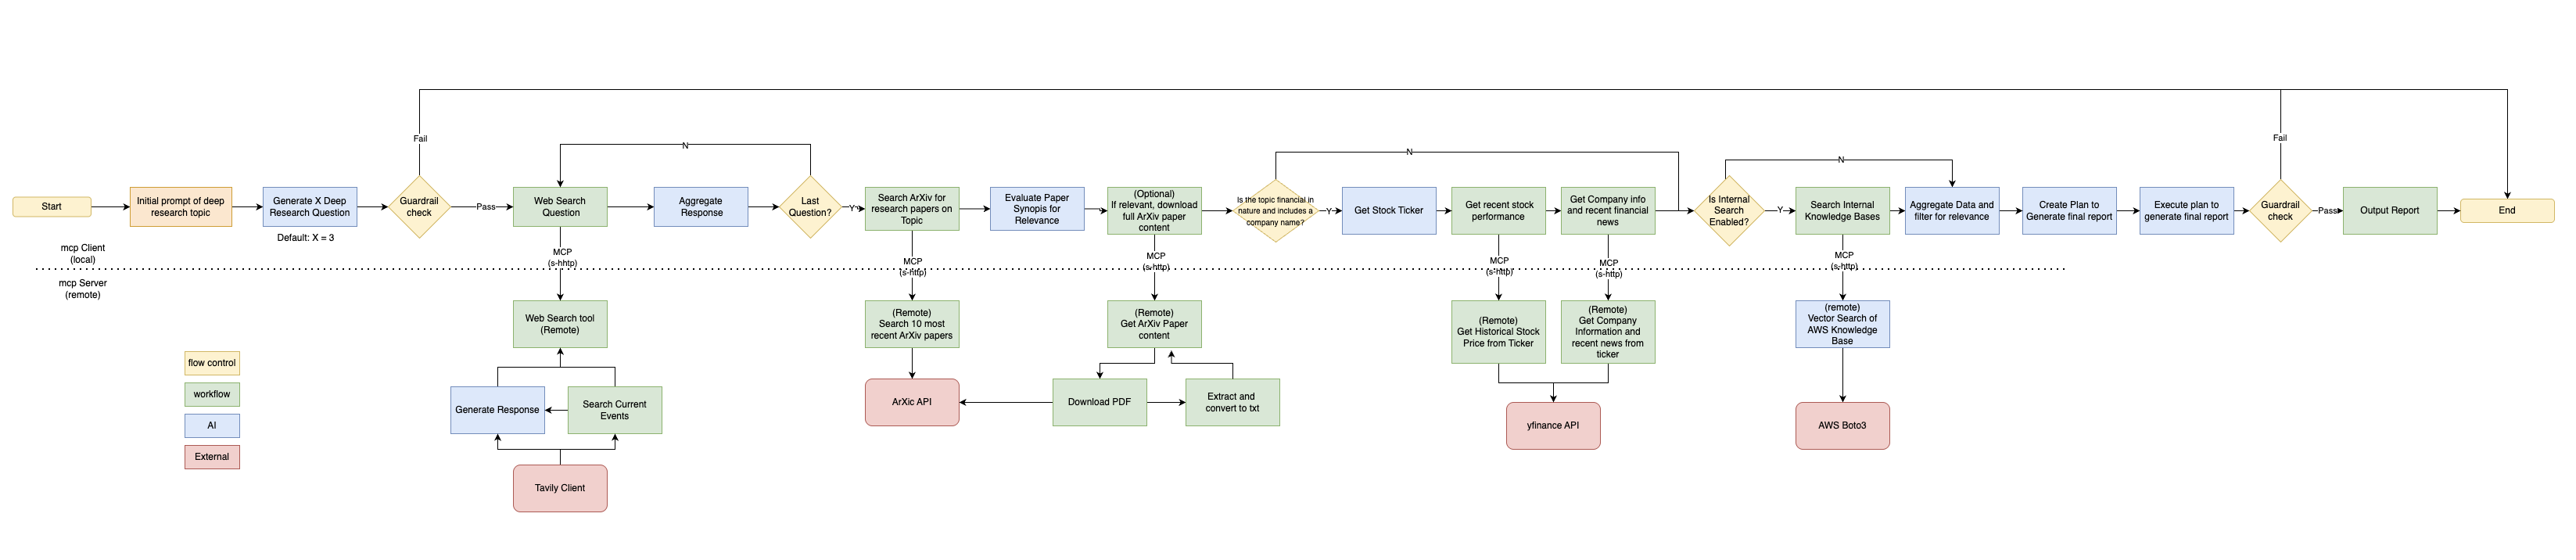 Fail
Fail
N
N
N
Start
Initial prompt of deep
research topic
Generate X Deep
Research Question
Default: X = 3
Guardrail
check
Pass
Web Search
Question
Aggregate
Response
Last
Question?
Y
Search ArXiv for
research papers on
Topic
Evaluate Paper
Synopis for
Relevance
(Optional)
If relevant, download
full ArXiv paper
content
Is the topic financial in
nature and includes a
company name?
Y
Get Stock Ticker
Get recent stock
performance
Get Company info
and recent financial
news
Is Internal
Search
Enabled?
Y
Search Internal
Knowledge Bases
Aggregate Data and
filter for relevance
Create Plan to
Generate final report
Execute plan to
generate final report
Guardrail
check
Pass
Output Report
End
mcp Client
(local)
mcp Server
(remote)
MCP
(s-hhtp)
MCP
(s-http)
MCP
(s-http)
MCP
(s-http)
MCP
(s-http)
MCP
(s-http)
Web Search tool
(Remote)
(Remote)
Search 10 most
recent ArXiv papers
(Remote)
Get ArXiv Paper
content
(Remote)
Get Historical Stock
Price from Ticker
(Remote)
Get Company
Information and
recent news from
ticker
(remote)
Vector Search of
AWS Knowledge
Base
flow control
workflow
AI
External
Generate Response
Search Current
Events
Tavily Client
ArXic API
Download PDF
Extract and
convert to txt
yfinance API
AWS Boto3